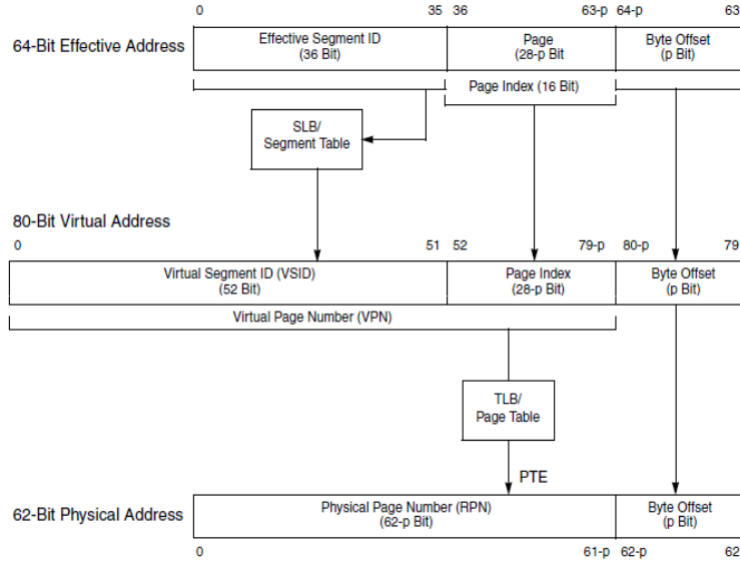 0 35 36 63-p 64-p 63
64-Bit Effective Address
Effective Segment ID
(36 Bit)
Page
(28-p Bit
Byte Offset
(p Bit)
Page Index (16 Bit)
SLB/
Segment Table
80-Bit Virtual Address
0 51 52 79-p 80-p 79
Virtual Segment ID (VSID)
(52 Bit)
Page Index
(28-p Bit)
Byte Offset
(p Bit)
Virtual Page Number (VPN)
TLB/
Page Table
PTE
62-Bit Physical Address
Physical Page Number (RPN)
(62-p Bit)
Byte Offset
(p Bit)
0 61-p 62-p 62